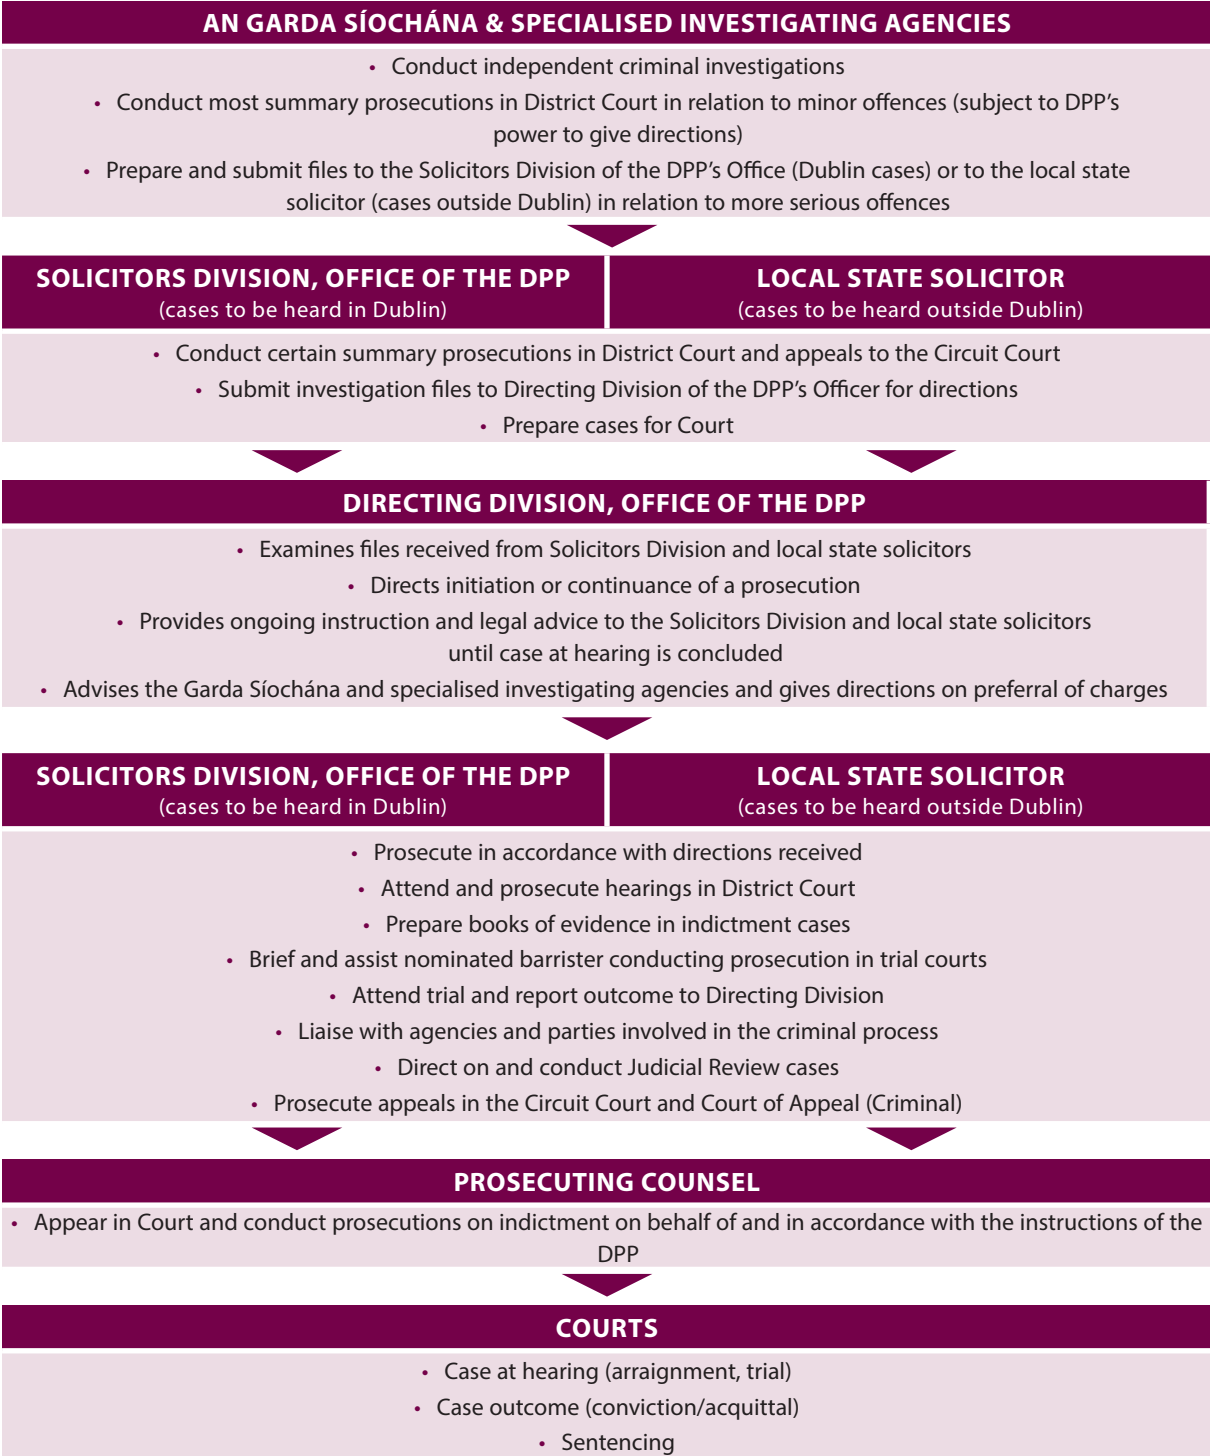 AN GARDA SÍOCHÁNA & SPECIALISED INVESTIGATING AGENCIES
• Conduct independent criminal investigations
• Conduct most summary prosecutions in District Court in relation to minor offences (subject to DPP's
power to give directions)
• Prepare and submit files to the Solicitors Division of the DPP's Office (Dublin cases) or to the local state
solicitor (cases outside Dublin) in relation to more serious offences
SOLICITORS DIVISION, OFFICE OF THE DPP
(cases to be heard in Dublin)
LOCAL STATE SOLICITOR
(cases to be heard outside Dublin)
• Conduct certain summary prosecutions in District Court and appeals to the Circuit Court
• Submit investigation files to Directing Division of the DPP's Officer for directions
• Prepare cases for Court
DIRECTING DIVISION, OFFICE OF THE DPP
• Examines files received from Solicitors Division and local state solicitors
• Directs initiation or continuance of a prosecution
• Provides ongoing instruction and legal advice to the Solicitors Division and local state solicitors
until case at hearing is concluded
• Advises the Garda Síochána and specialised investigating agencies and gives directions on preferral of charges
SOLICITORS DIVISION, OFFICE OF THE DPP
(cases to be heard in Dublin)
LOCAL STATE SOLICITOR
(cases to be heard outside Dublin)
• Prosecute in accordance with directions received
• Attend and prosecute hearings in District Court
• Prepare books of evidence in indictment cases
• Brief and assist nominated barrister conducting prosecution in trial courts
• Attend trial and report outcome to Directing Division
• Liaise with agencies and parties involved in the criminal process
• Direct on and conduct Judicial Review cases
• Prosecute appeals in the Circuit Court and Court of Appeal (Criminal)
PROSECUTING COUNSEL
• Appear in Court and conduct prosecutions on indictment on behalf of and in accordance with the instructions of the
DPP
COURTS
• Case at hearing (arraignment, trial)
• Case outcome (conviction/acquittal)
• Sentencing